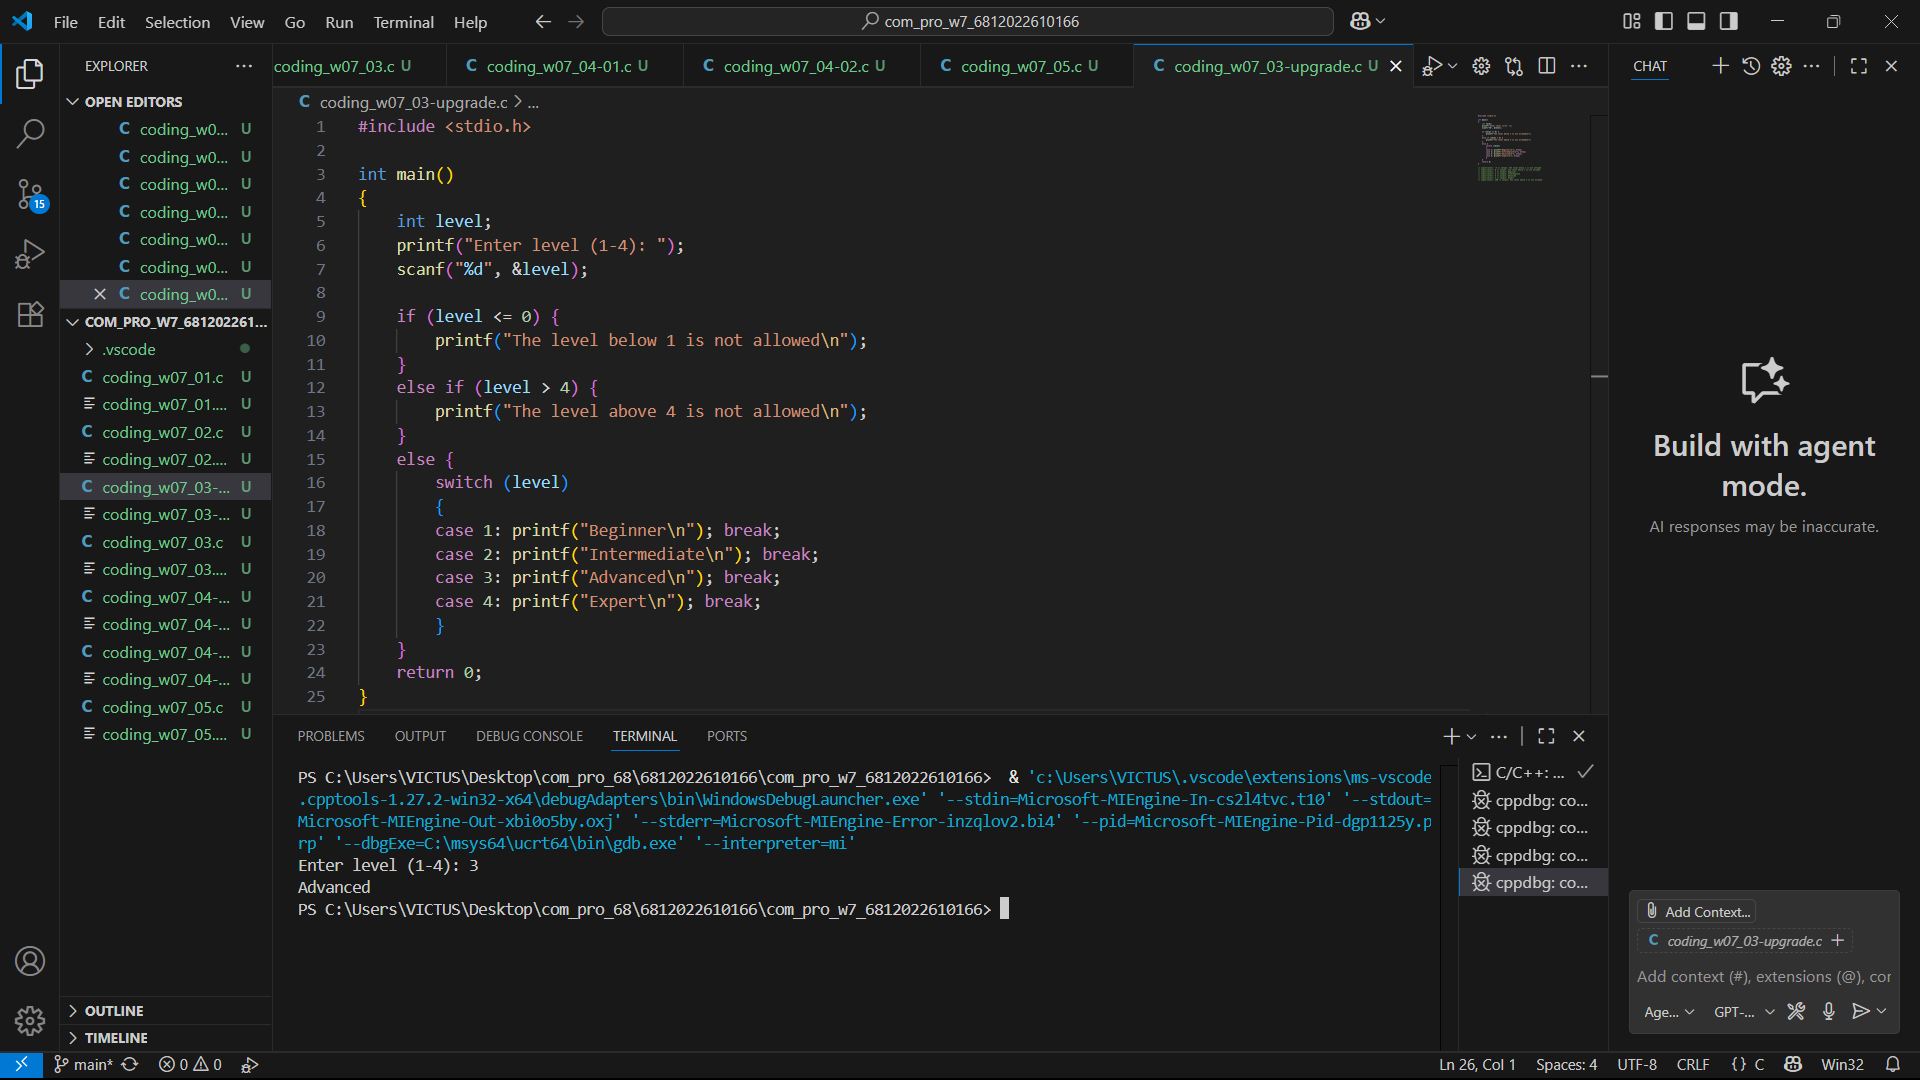 File Edit Selection View Go Run Terminal Help
com_pro_w7_6812022610166
EXPLORER
OPEN EDITORS
coding_w0... U
coding_w0... U
coding_w0... U
coding_w0... U
coding_w0... U
coding_w0... U
coding_w0... U
COM_PRO_W7_681202261...
.vscode
C coding_w07_01.c U
coding_w07_01.... U
C coding_w07_02.c U
coding_w07_02.... U
C coding_w07_03-... U
coding_w07_03-... U
C coding_w07_03.c U
coding_w07_03.... U
C coding_w07_04-... U
coding_w07_04-... U
C coding_w07_04-... U
coding_w07_04-... U
C coding_w07_05.c U
coding_w07_05.... U
OUTLINE
TIMELINE
15
coding_w07_03.c U
C coding_w07_04-01.c U
C coding_w07_04-02.c U
C coding_w07_05.c U
C coding_w07_03-upgrade.c U
C coding_w07_03-upgrade.c > ...
1 #include <stdio.h>
2
3 int main()
4 {
5 int level;
6 printf("Enter level (1-4): ");
7 scanf("%d", &level);
8
9 if (level <= 0) {
10 printf("The level below 1 is not allowed\n");
11 }
12 else if (level > 4) {
13 printf("The level above 4 is not allowed\n");
14 }
15 else {
16 switch (level)
17 {
18 case 1: printf("Beginner\n"); break;
19 case 2: printf("Intermediate\n"); break;
20 case 3: printf("Advanced\n"); break;
21 case 4: printf("Expert\n"); break;
22 }
23 }
24 return 0;
25 }
PROBLEMS OUTPUT DEBUG CONSOLE TERMINAL PORTS
PS C:\Users\VICTUS\Desktop\com_pro_68\6812022610166\com_pro_w7_6812022610166> & 'c:\Users\VICTUS\.vscode\extensions\ms-vscode
.cpptools-1.27.2-win32-x64\debugAdapters\bin\WindowsDebugLauncher.exe' '--stdin=Microsoft-MIEngine-In-cs2l4tvc.t10' '--stdout=
Microsoft-MIEngine-Out-xbi0o5by.oxj' '--stderr=Microsoft-MIEngine-Error-inzqlov2.bi4' '--pid=Microsoft-MIEngine-Pid-dgp1125y.p
rp' '--dbgExe=C:\msys64\ucrt64\bin\gdb.exe' '--interpreter=mi'
Enter level (1-4): 3
Advanced
PS C:\Users\VICTUS\Desktop\com_pro_68\6812022610166\com_pro_w7_6812022610166>
C/C++: ...
cppdbg: co...
cppdbg: co...
cppdbg: co...
cppdbg: co...
CHAT
Build with agent
mode.
AI responses may be inaccurate.
Add Context...
C coding_w07_03-upgrade.c
Add context (#), extensions (@), cor
Age... GPT-...
main* 0 0
Ln 26, Col 1 Spaces: 4 UTF-8 CRLF {} C Win32